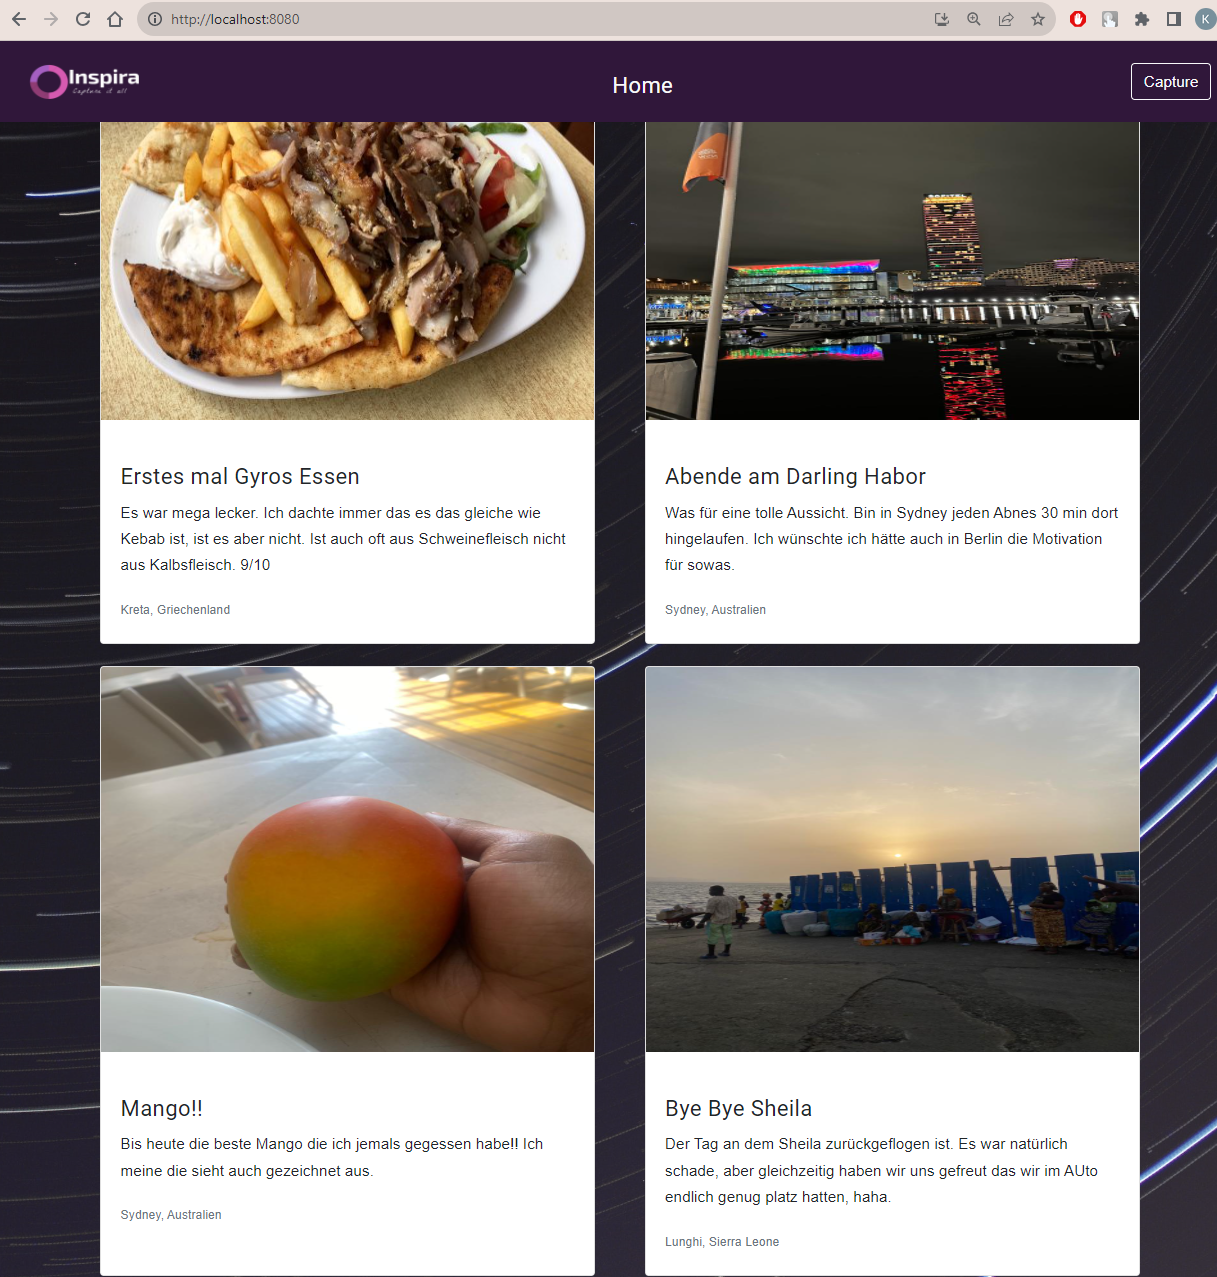 http://localhost:8080
K
Inspira
Capture it all
Home
Capture
SOFITEL
Erstes mal Gyros Essen
Es war mega lecker. Ich dachte immer das es das gleiche wie
Kebab ist, ist es aber nicht. Ist auch oft aus Schweinefleisch nicht
aus Kalbsfleisch. 9/10
Kreta, Griechenland
Abende am Darling Habor
Was für eine tolle Aussicht. Bin in Sydney jeden Abnes 30 min dort
hingelaufen. Ich wünschte ich hätte auch in Berlin die Motivation
für sowas.
Sydney, Australien
Mango!!
Bis heute die beste Mango die ich jemals gegessen habe!! Ich
meine die sieht auch gezeichnet aus.
Sydney, Australien
Bye Bye Sheila
Der Tag an dem Sheila zurückgeflogen ist. Es war natürlich
schade, aber gleichzeitig haben wir uns gefreut das wir im AUto
endlich genug platz hatten, haha.
Lunghi, Sierra Leone